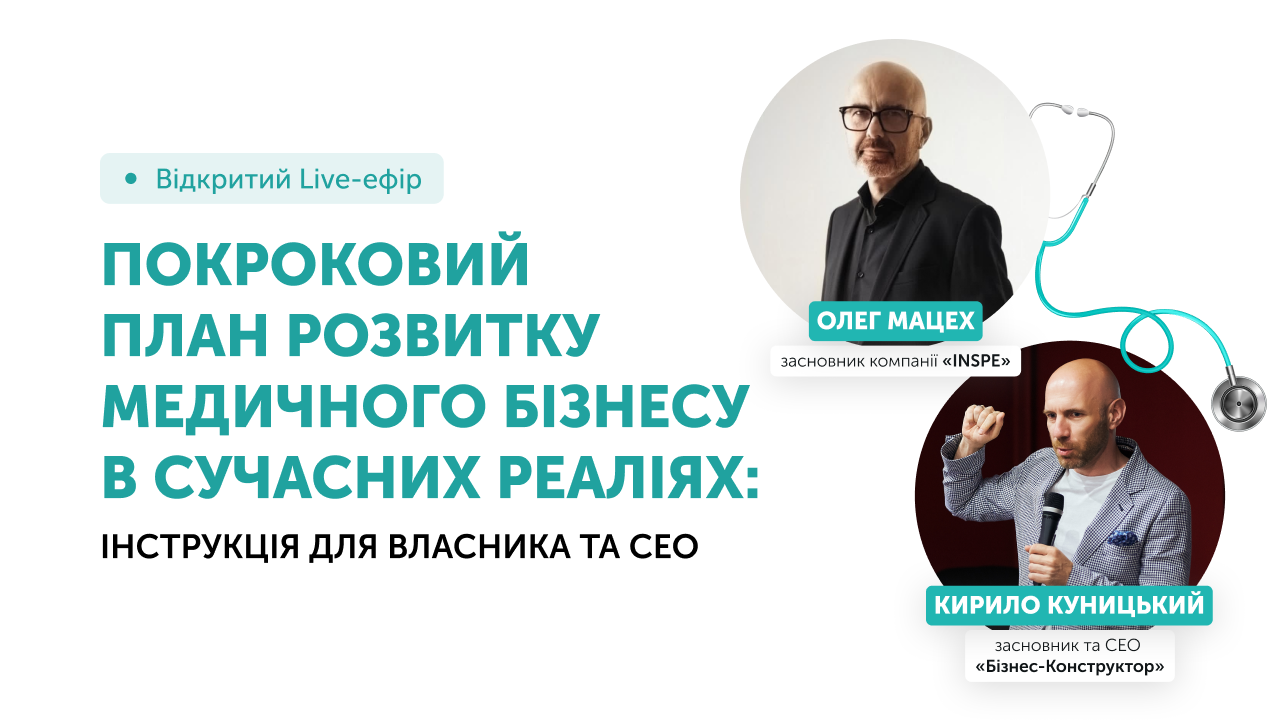 Відкритий Live-ефір
ПОКРОКОВИЙ
ПЛАН РОЗВИТКУ
МЕДИЧНОГО БІЗНЕСУ
В СУЧАСНИХ РЕАЛІЯХ:
ІНСТРУКЦІЯ ДЛЯ ВЛАСНИКА ТА СЕО
ОЛЕГ МАЦЕХ
засновник компанії «INSPE»
КИРИЛО КУНИЦЬКИЙ
засновник та СЕО
«Бізнес-Конструктор»